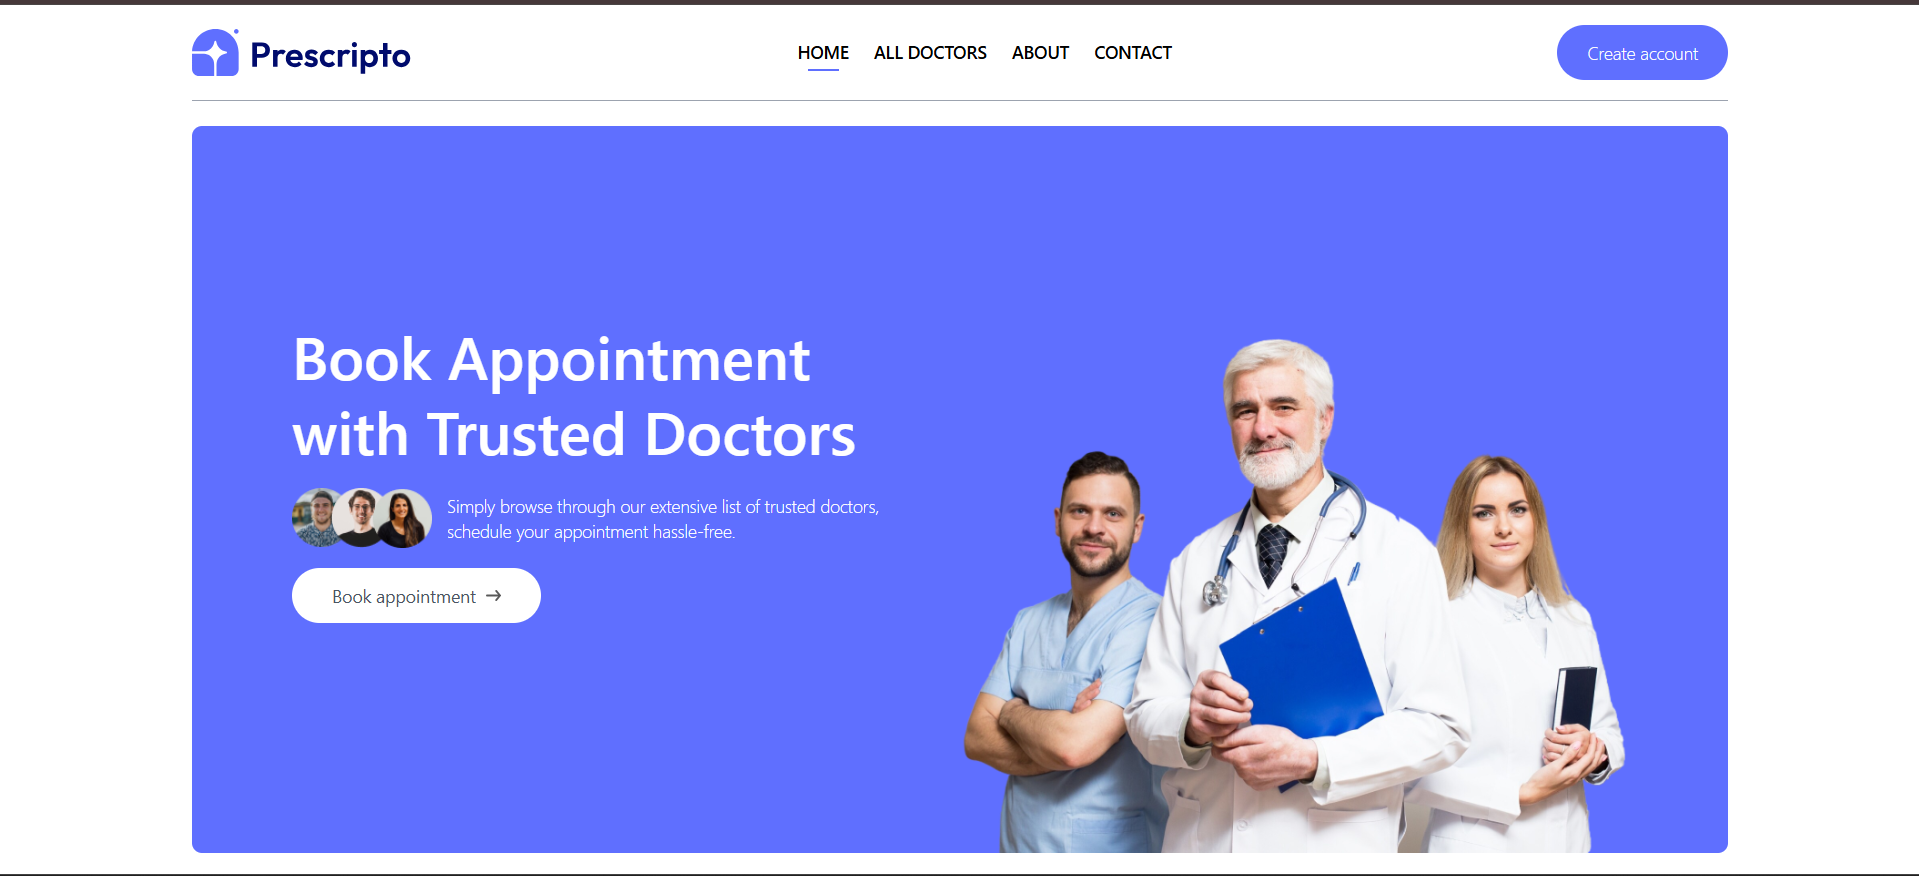 Prescripto
HOME ALL DOCTORS ABOUT CONTACT
Create account
Book Appointment
with Trusted Doctors
Simply browse through our extensive list of trusted doctors,
schedule your appointment hassle-free.
Book appointment →